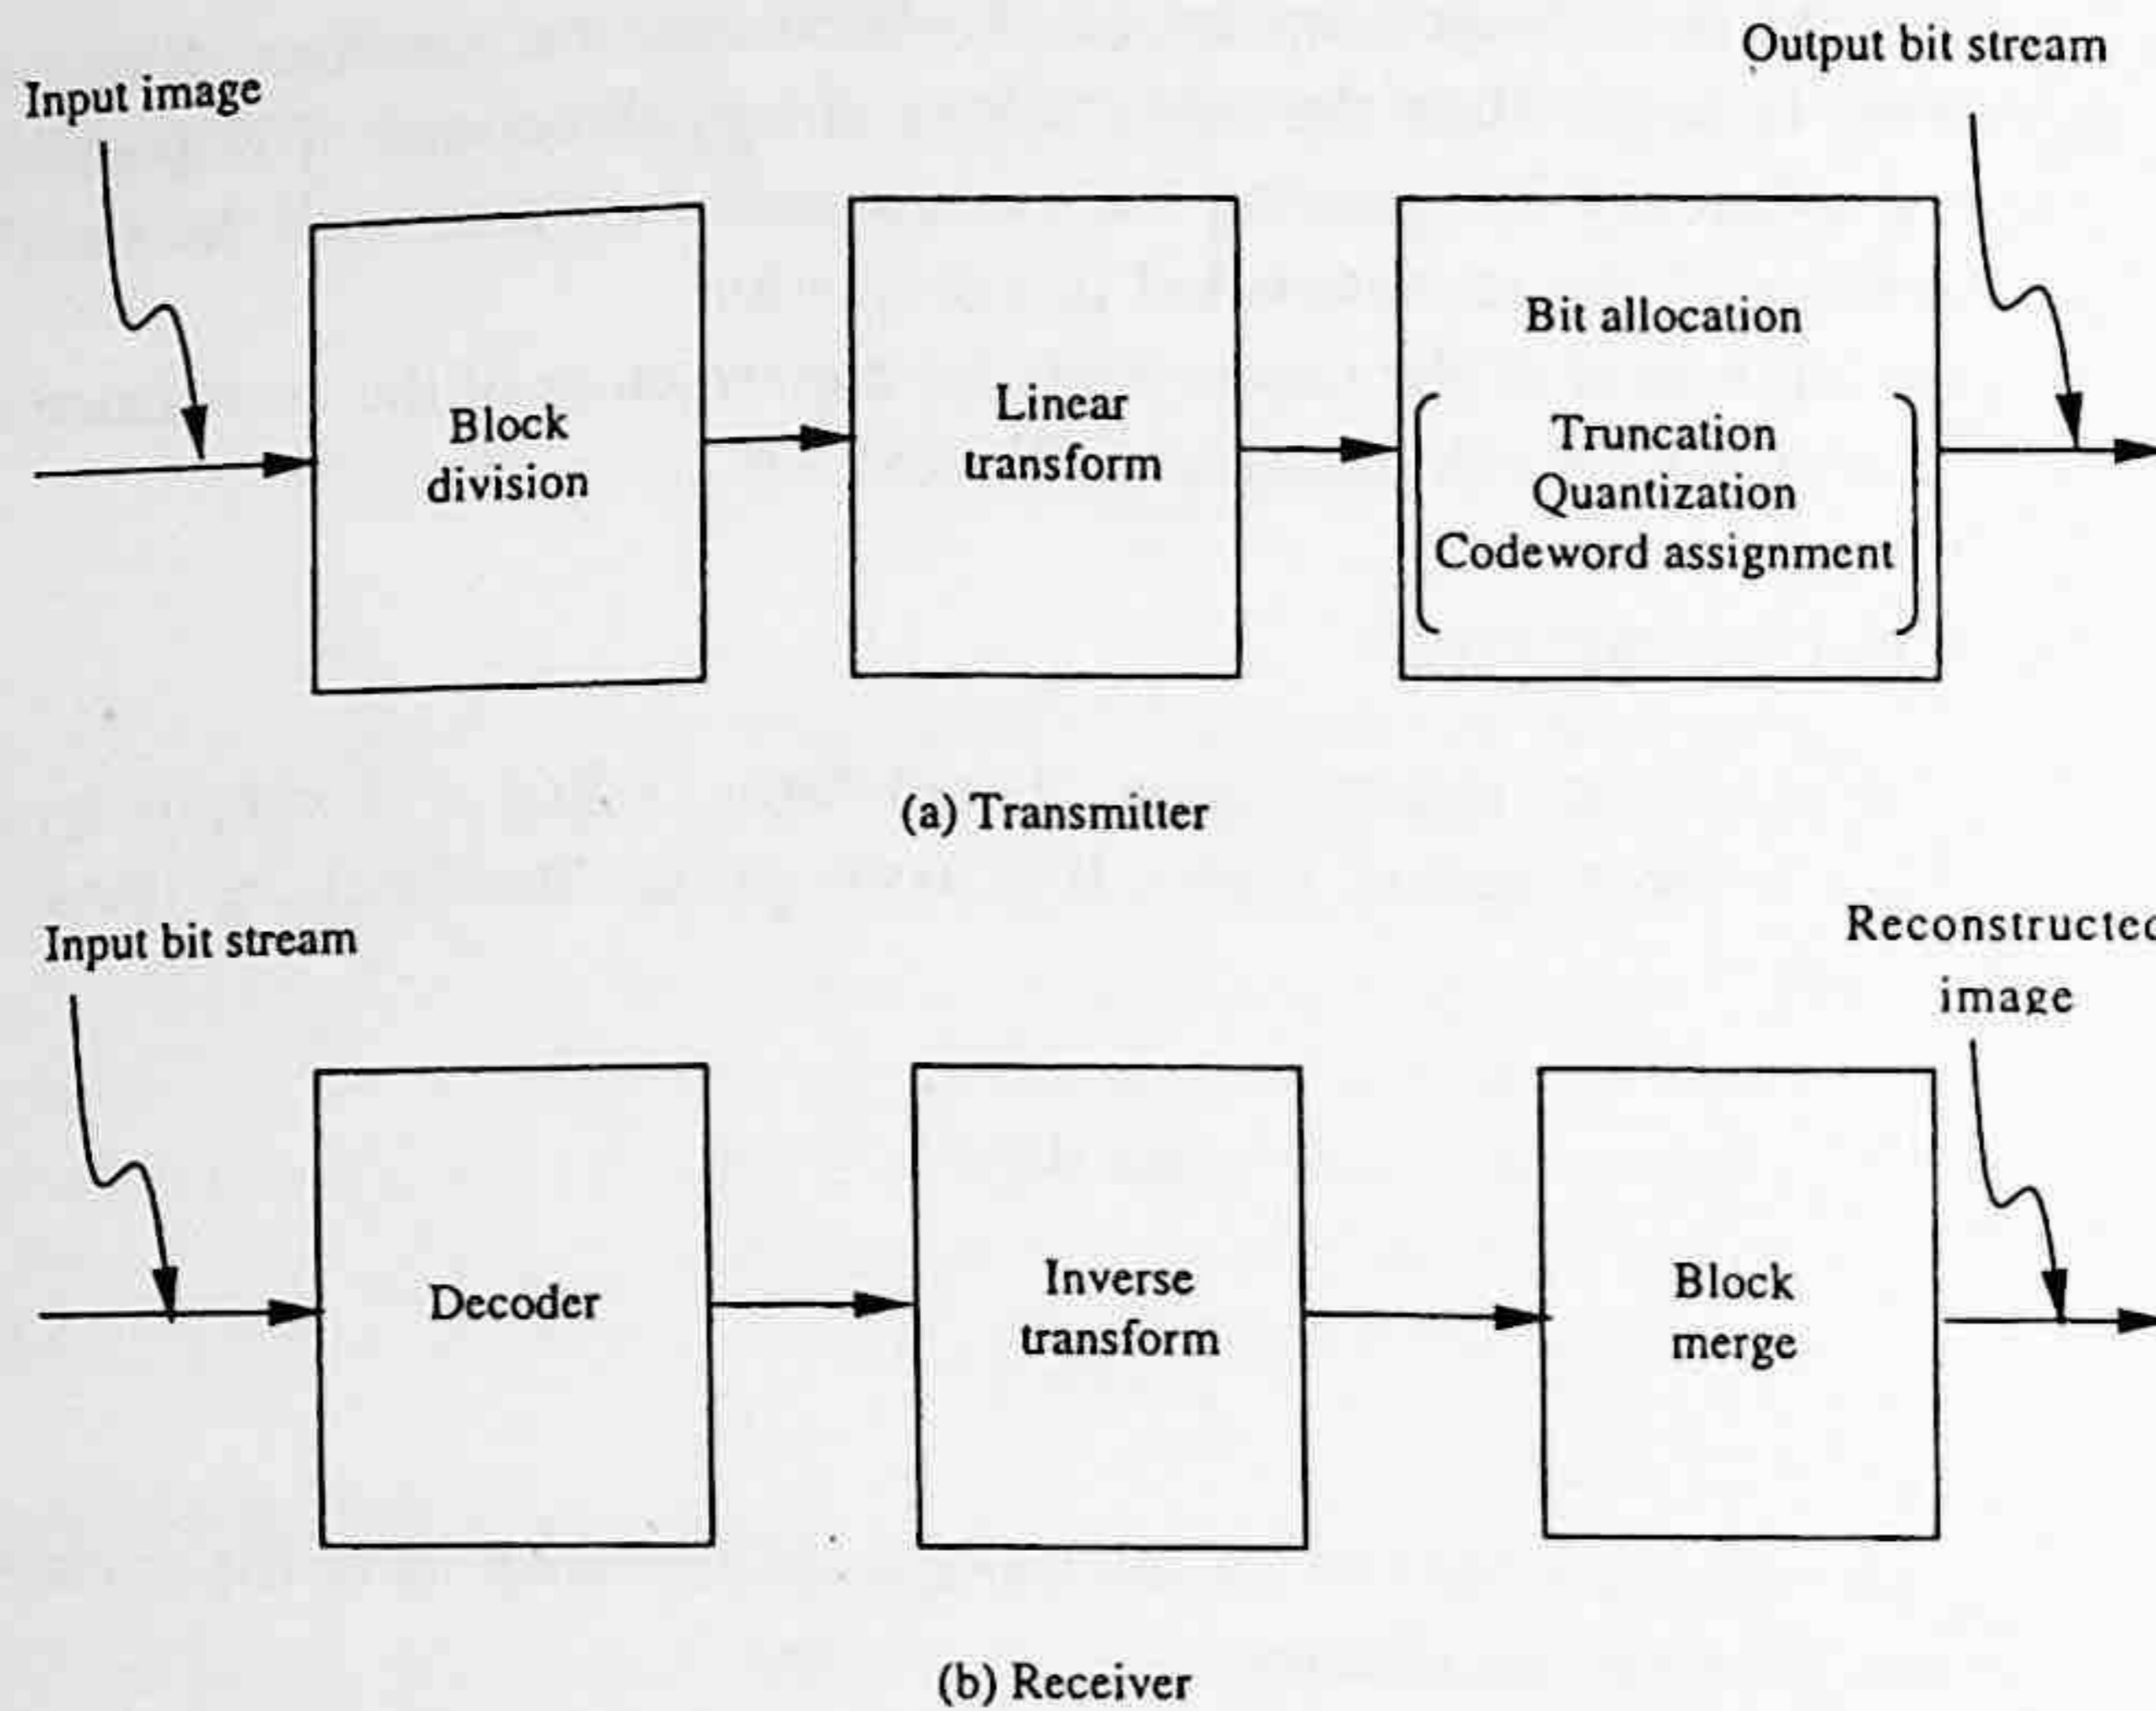 Output bit stream
Input image
Block
division
Linear
transform
Bit allocation
Truncation
Quantization
Codeword assignment
(a) Transmitter
Input bit stream
Reconstructed
image
Decoder
Inverse
transform
Block
merge
(b) Receiver